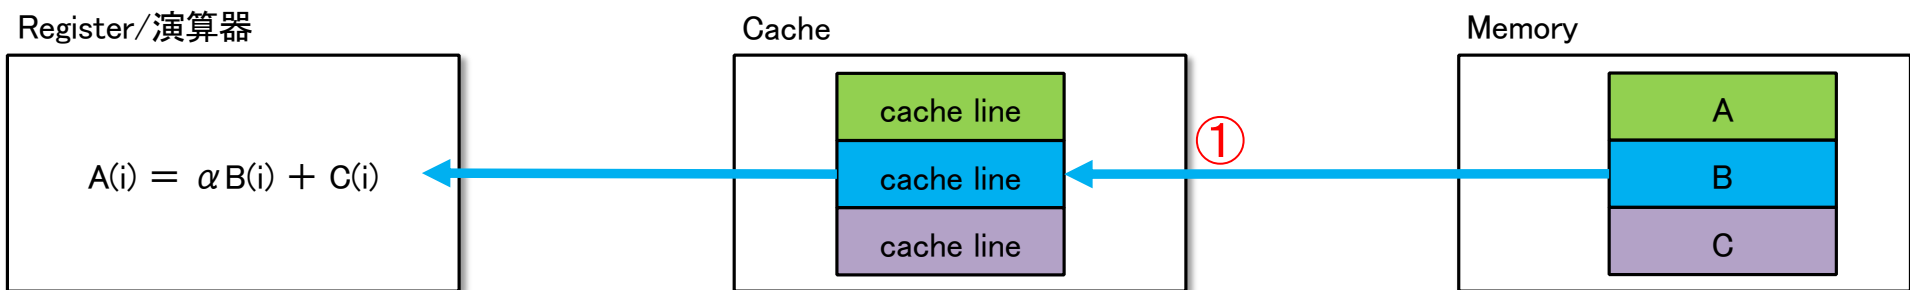 Register/演算器
Cache
Memory
cache line
A
①
A(i) = αB(i) + C(i)
cache line
B
cache line
C